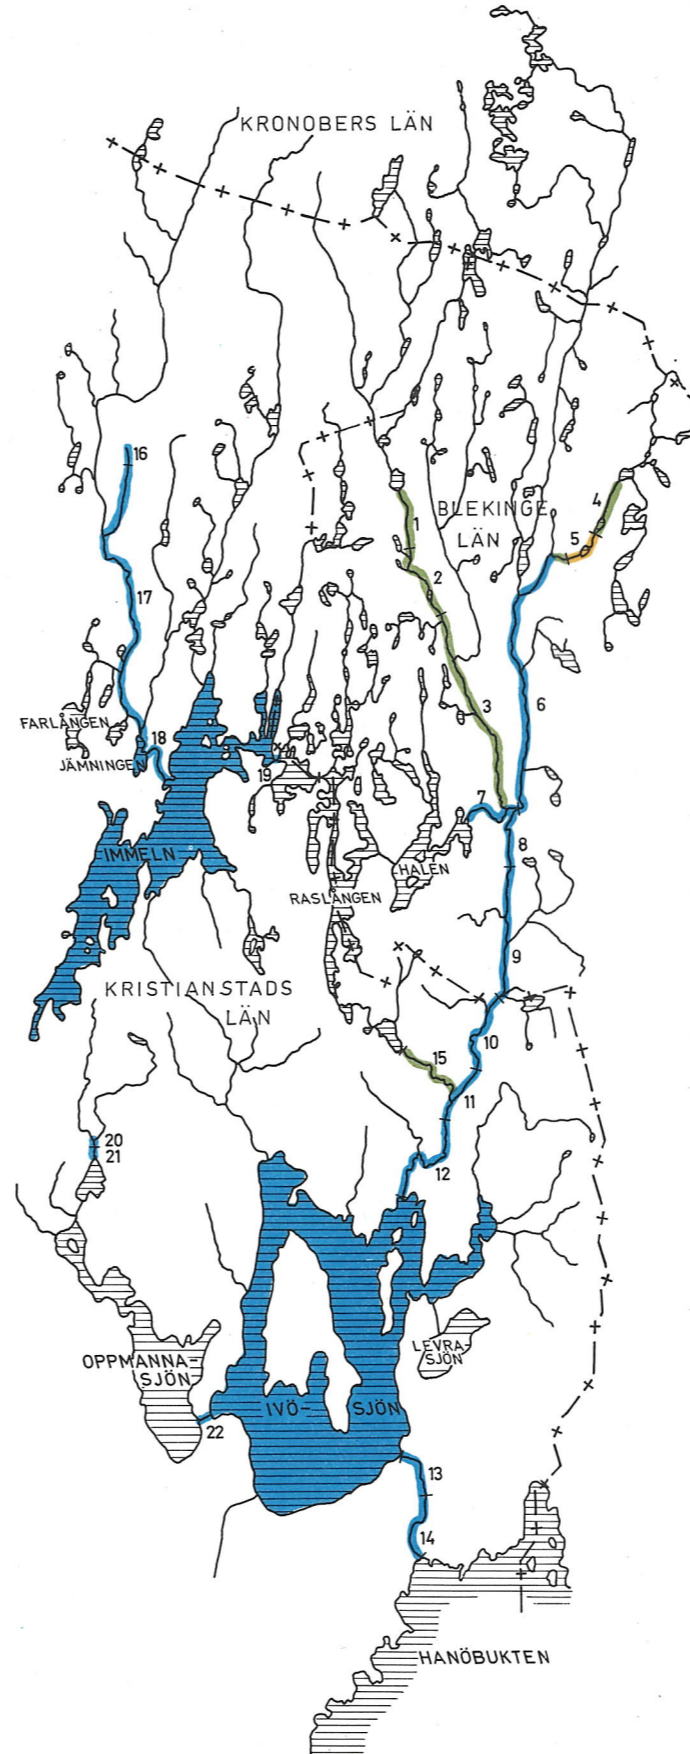 KRONOBERS LÄN
16
1
BLEKINGE
LÄN
4
5
2
17
6
3
FARLÅNGEN
18
JÄMNINGEN
19
7
8
IMMELN
HALEN
RASLÅNGEN
9
KRISTIANSTADS
LÄN
10
15
11
20
21
12
OPPMANNA-
SJÖN
LEVRA-
SJÖN
IVÖ-SJÖN
22
13
14
HANÖBUKTEN